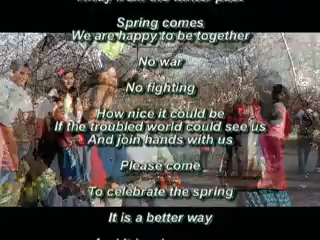 Spring comes
We are happy to be together
No war
No fighting
How nice it could be
If the troubled world could see us
And join hands with us
Please come
To celebrate the spring
It is a better way